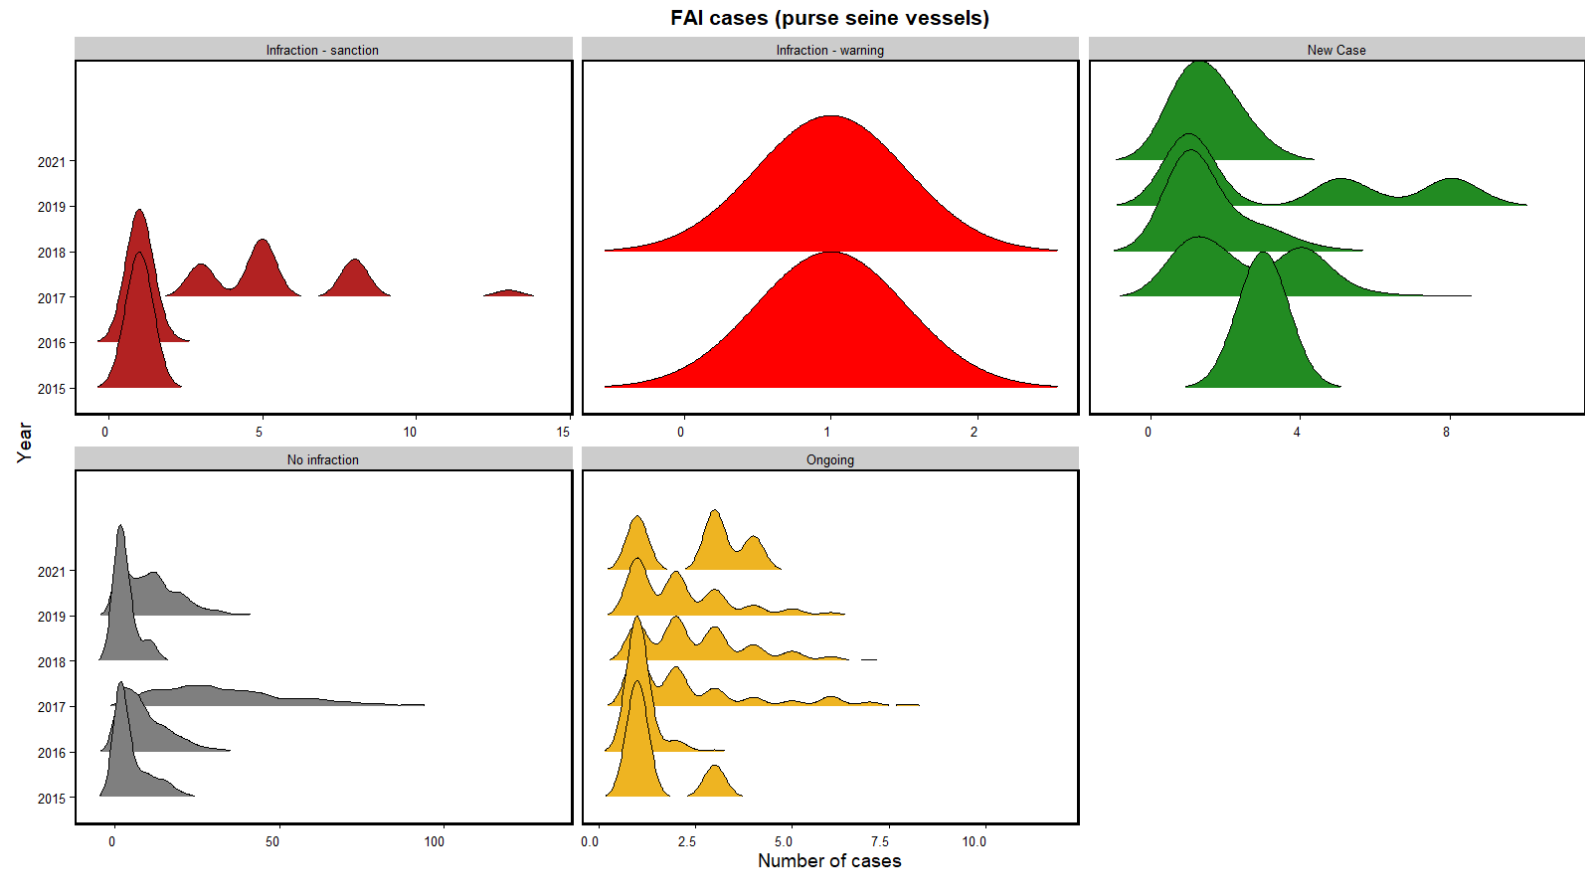 FAI cases (purse seine vessels)
Infraction - sanction
Infraction - warning
New Case
2021
2019
2018
2017
2016
2015
0 5 10 15
0 1 2
0 4 8
Year
No infraction
Ongoing
2021
2019
2018
2017
2016
2015
0 50 100
0.0 2.5 5.0 7.5 10.0
Number of cases